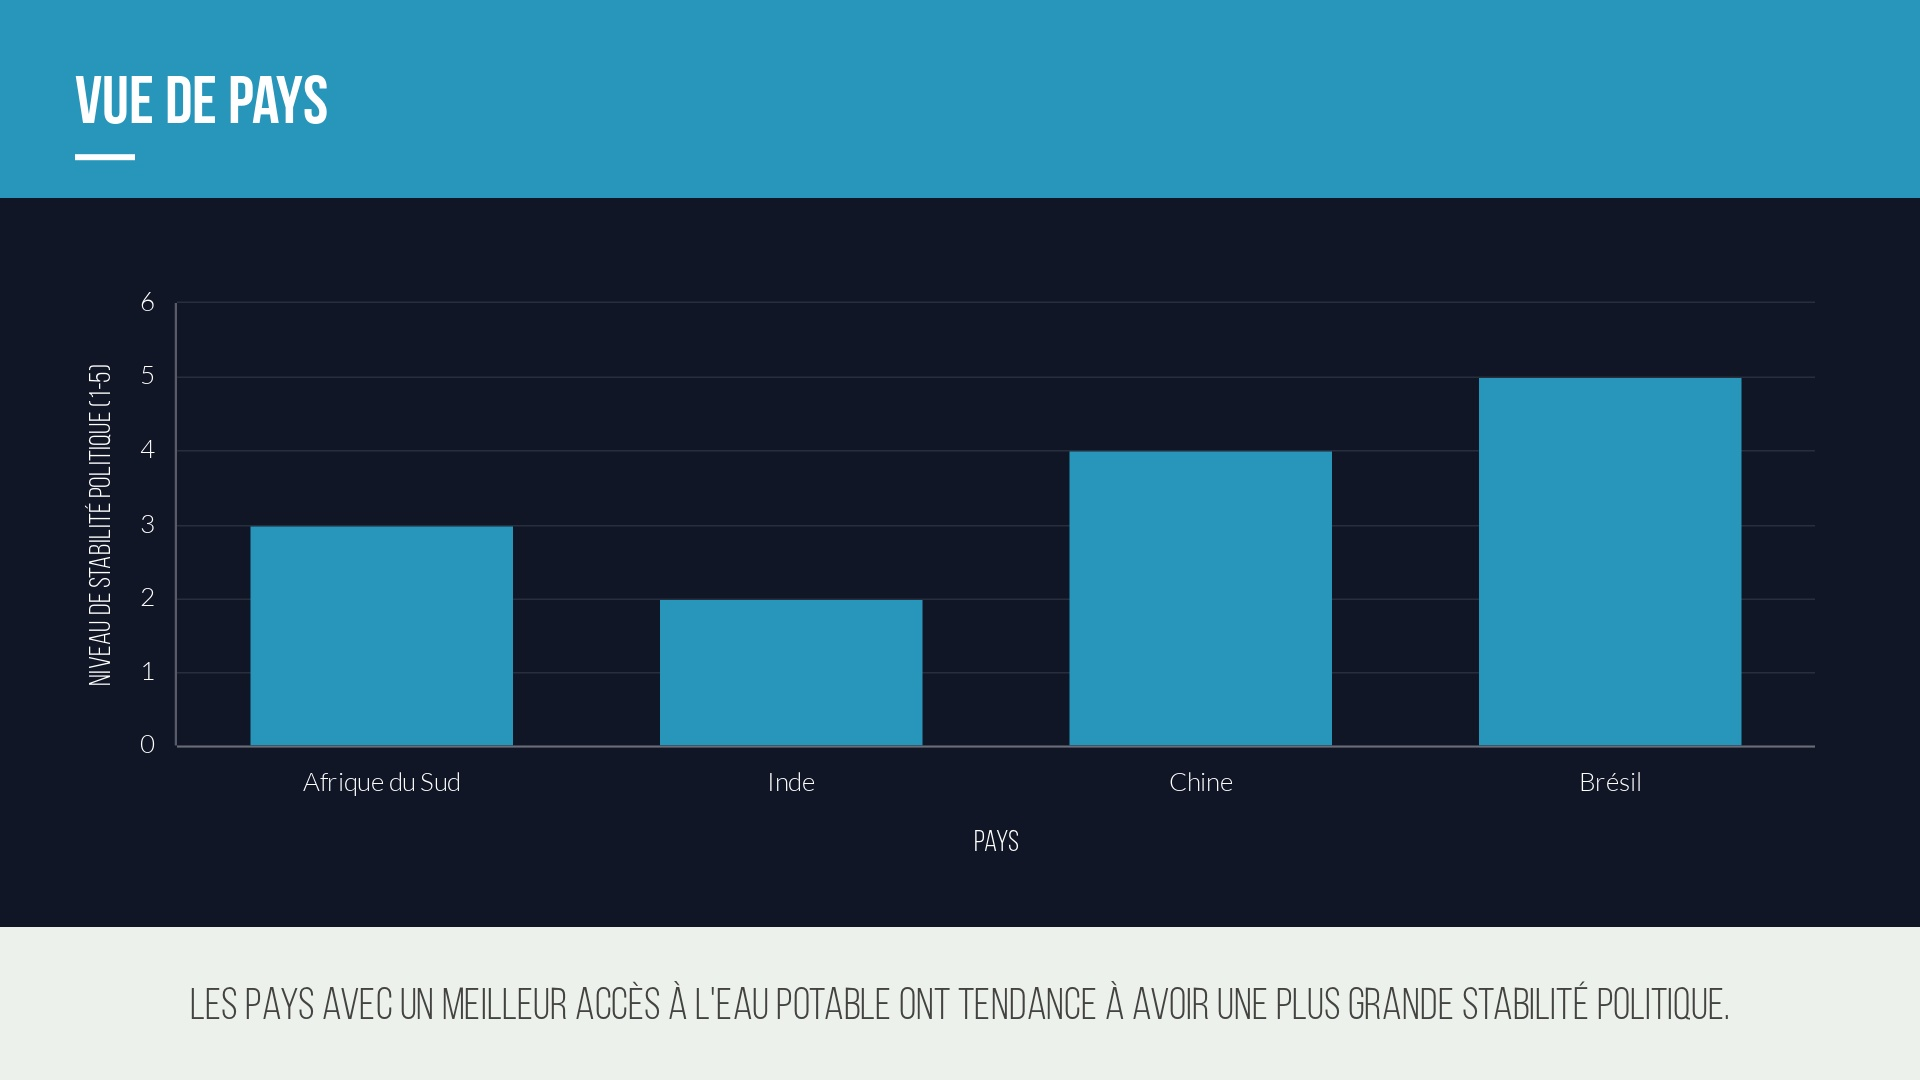 VUE DE PAYS
6
5
4
3
2
1
0
NIVEAU DE STABILITÉ POLITIQUE (1-5)
Afrique du Sud
Inde
Chine
Brésil
PAYS
LES PAYS AVEC UN MEILLEUR ACCÈS À L'EAU POTABLE ONT TENDANCE À AVOIR UNE PLUS GRANDE STABILITÉ POLITIQUE.